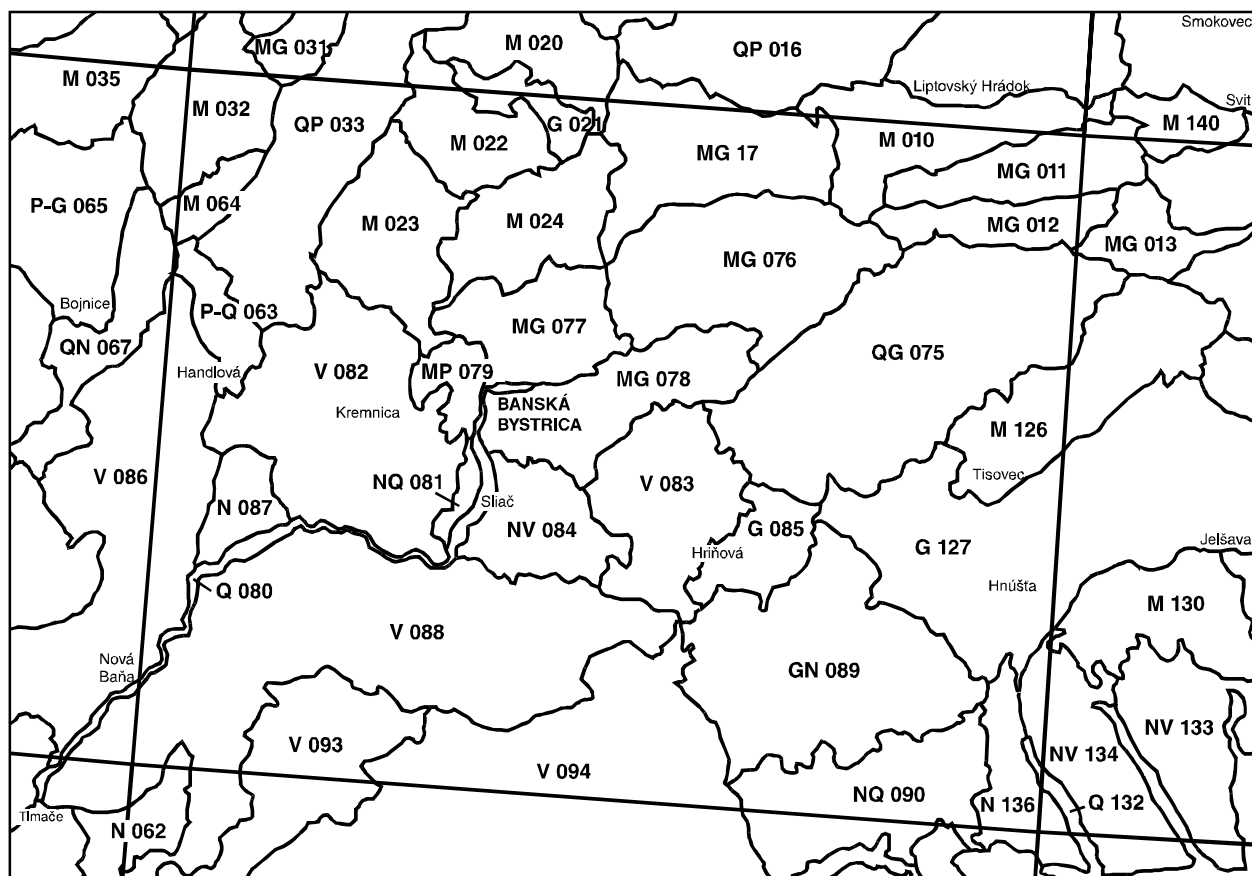 Smokovec
MG 031
M 020
QP 016
M 035
Liptovský Hrádok
Svit
M 032
QP 033
G 021
M 140
M 022
M 010
MG 17
MG 011
P-G 065
M 064
M 023
M 024
MG 012
MG 013
MG 076
Bojnice
P-Q 063
MG 077
QN 067
QG 075
Handlová
V 082
MP 079
MG 078
Kremnica
BANSKÁ
BYSTRICA
M 126
V 086
Tisovec
NQ 081
V 083
N 087
Sliač
NV 084
G 085
Hriňová
G 127
Jelšava
Q 080
Hnúšťa
M 130
V 088
Nová
Baňa
GN 089
NV 133
V 093
V 094
NV 134
NQ 090
N 136
Q 132
Tlmače
N 062